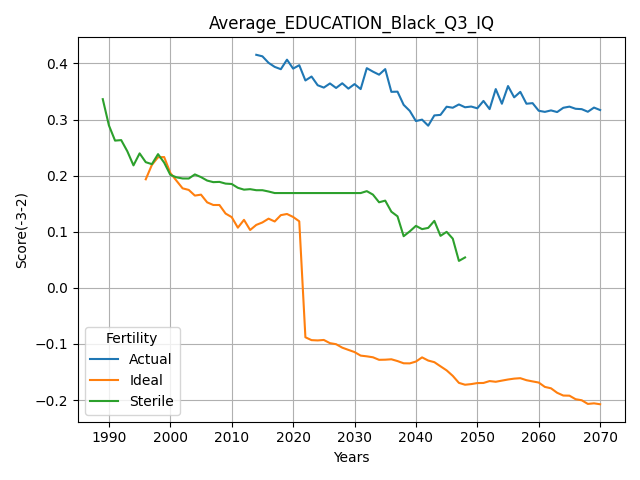 Average_EDUCATION_Black_Q3_IQ
Score(-3-2)
0.4
0.3
0.2
0.1
0.0
−0.1
−0.2
Fertility
Actual
Ideal
Sterile
1990 2000 2010 2020 2030 2040 2050 2060 2070
Years